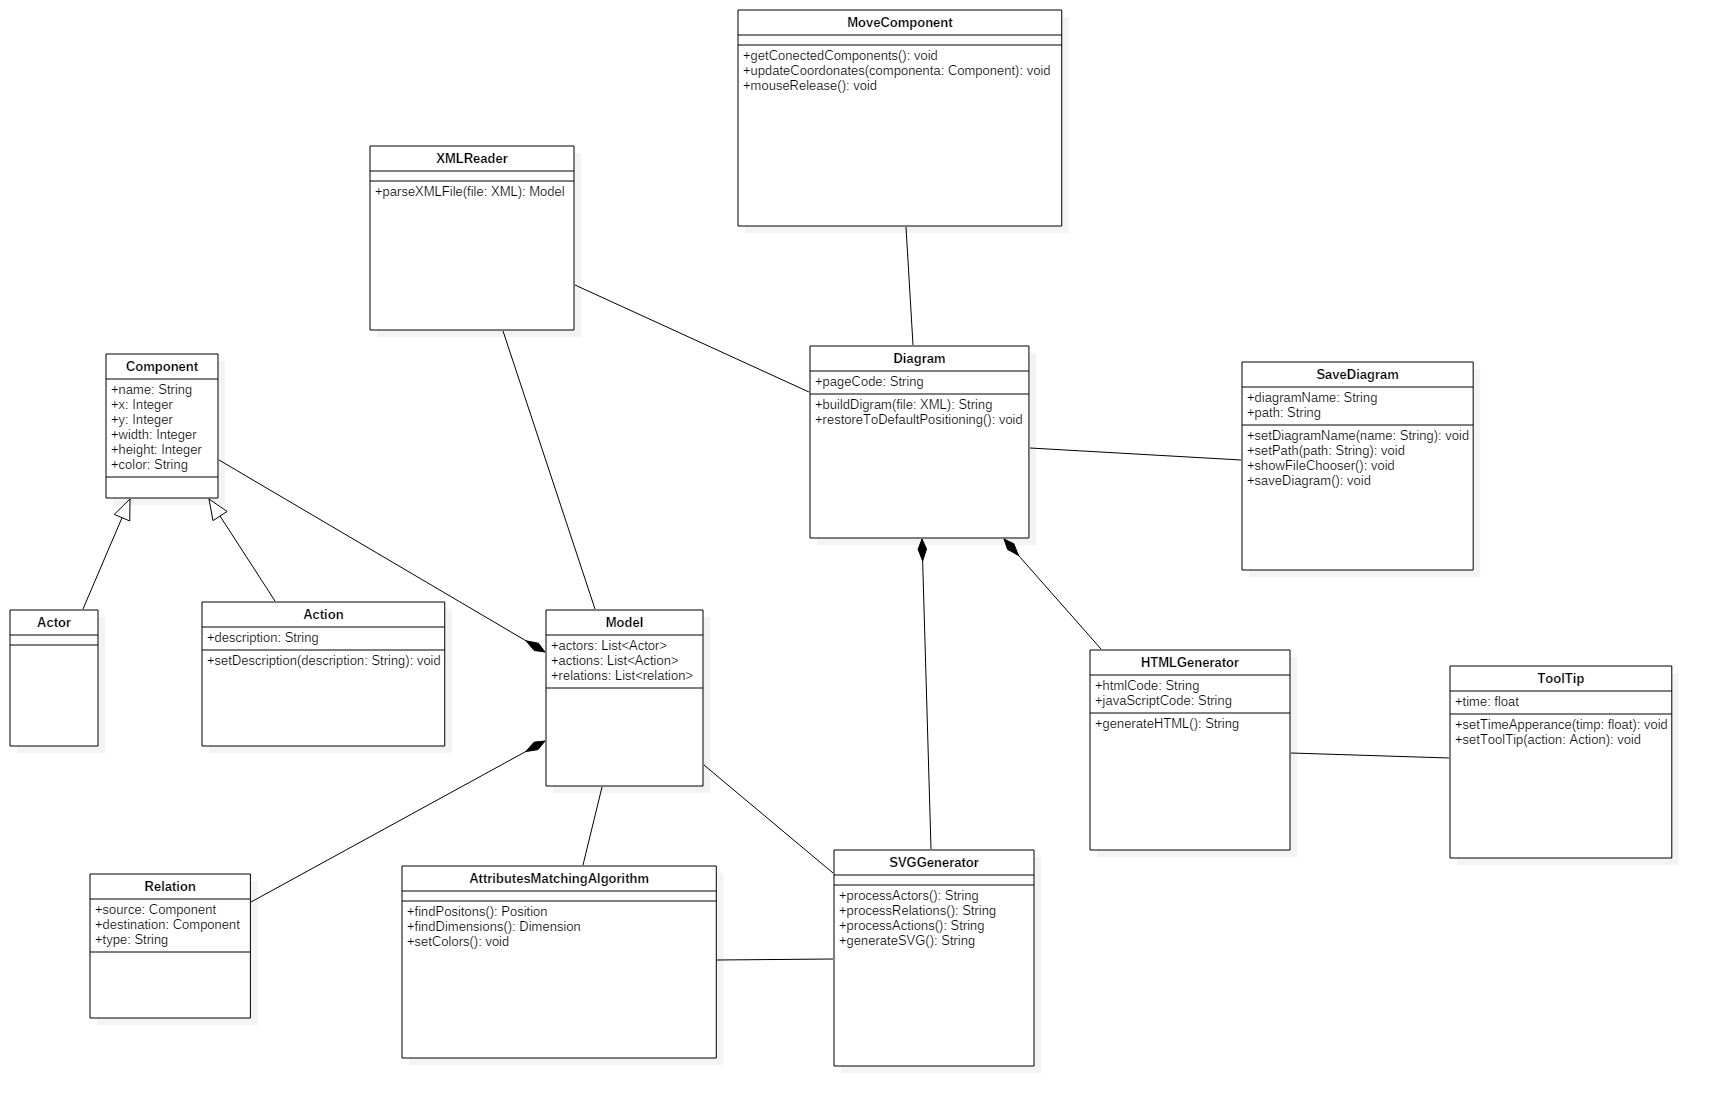 MoveComponent
+getConectedComponents(): void
+updateCoordonates(componenta: Component): void
+mouseRelease(): void
XMLReader
+parseXMLFile(file: XML): Model
Component
+name: String
+x: Integer
+y: Integer
+width: Integer
+height: Integer
+color: String
Diagram
+pageCode: String
+buildDigram(file: XML): String
+restoreToDefaultPositioning(): void
SaveDiagram
+diagramName: String
+path: String
+setDiagramName(name: String): void
+setPath(path: String): void
+showFileChooser(): void
+saveDiagram(): void
Actor
Action
+description: String
+setDescription(description: String): void
Model
+actors: List<Actor>
+actions: List<Action>
+relations: List<relation>
HTMLGenerator
+htmlCode: String
+javaScriptCode: String
+generateHTML(): String
ToolTip
+time: float
+setTimeApperance(timp: float): void
+setToolTip(action: Action): void
Relation
+source: Component
+destination: Component
+type: String
AttributesMatchingAlgorithm
+findPositons(): Position
+findDimensions(): Dimension
+setColors(): void
SVGGenerator
+processActors(): String
+processRelations(): String
+processActions(): String
+generateSVG(): String